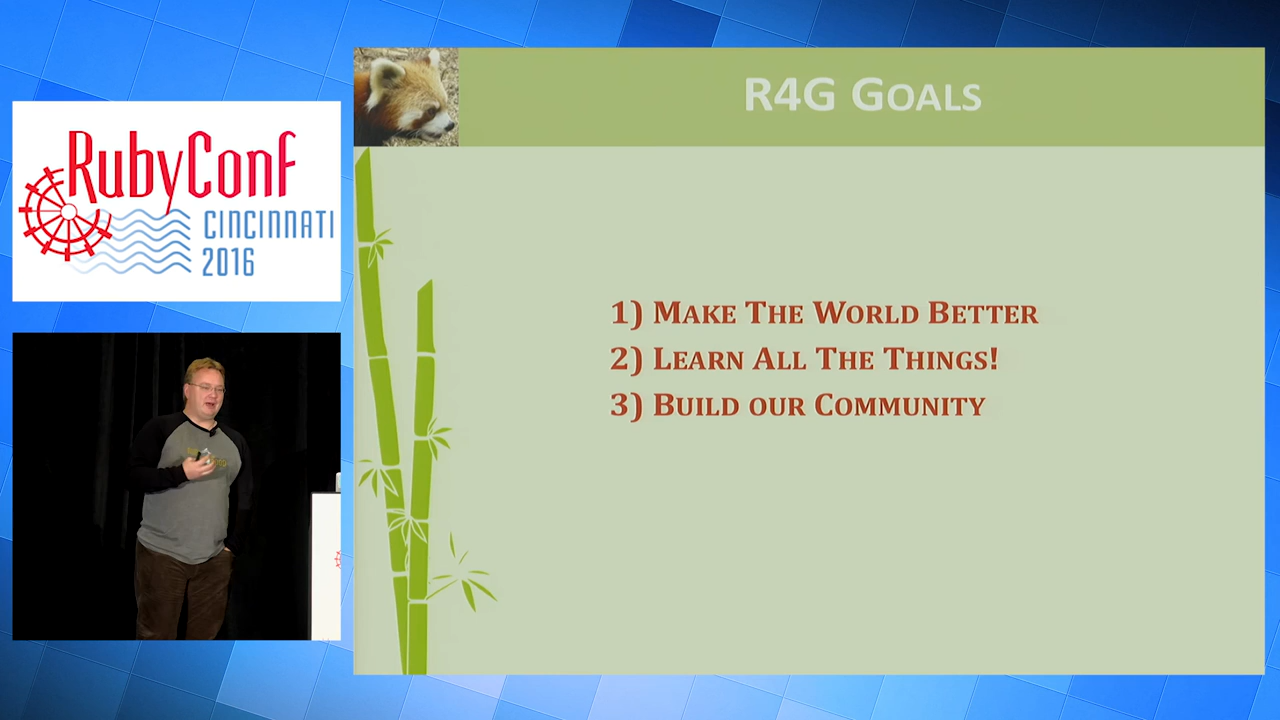 RubyConf
CINCINNATI
2016
R4G GOALS
1) MAKE THE WORLD BETTER
2) LEARN ALL THE THINGS!
3) BUILD OUR COMMUNITY